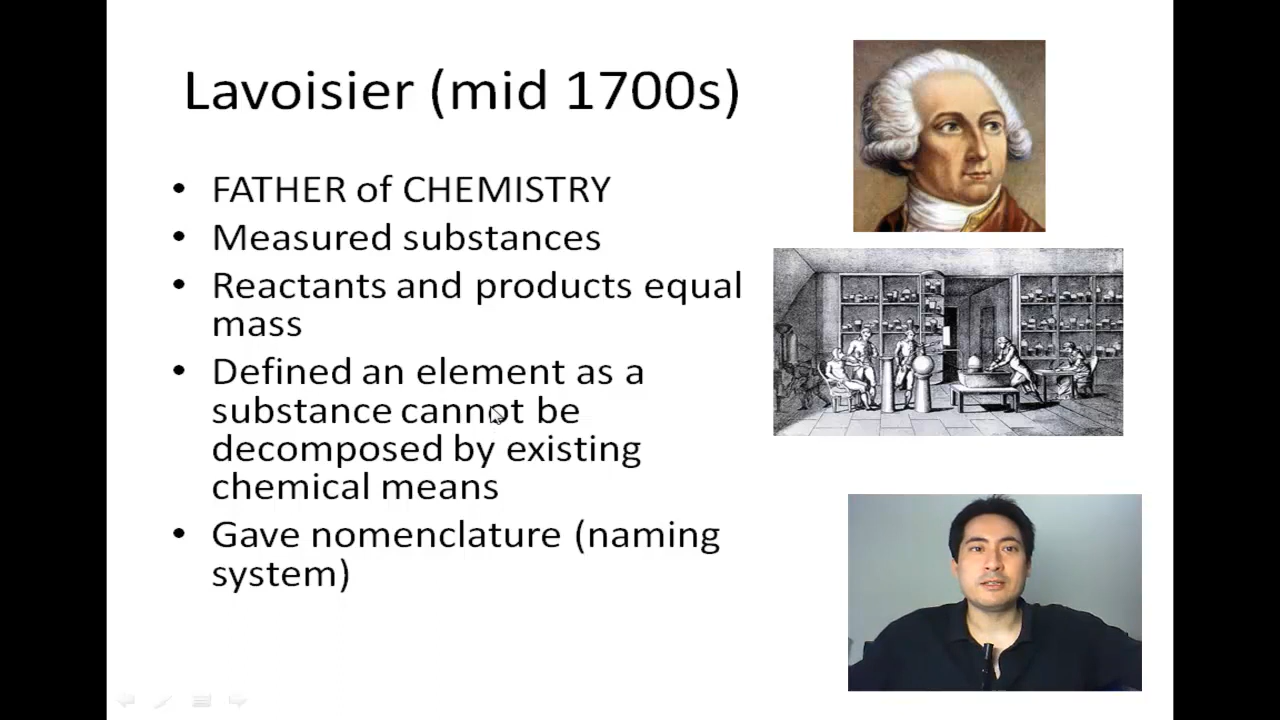 Lavoisier (mid 1700s)
• FATHER of CHEMISTRY
• Measured substances
• Reactants and products equal
mass
• Defined an element as a
substance cannot be
decomposed by existing
chemical means
• Gave nomenclature (naming
system)